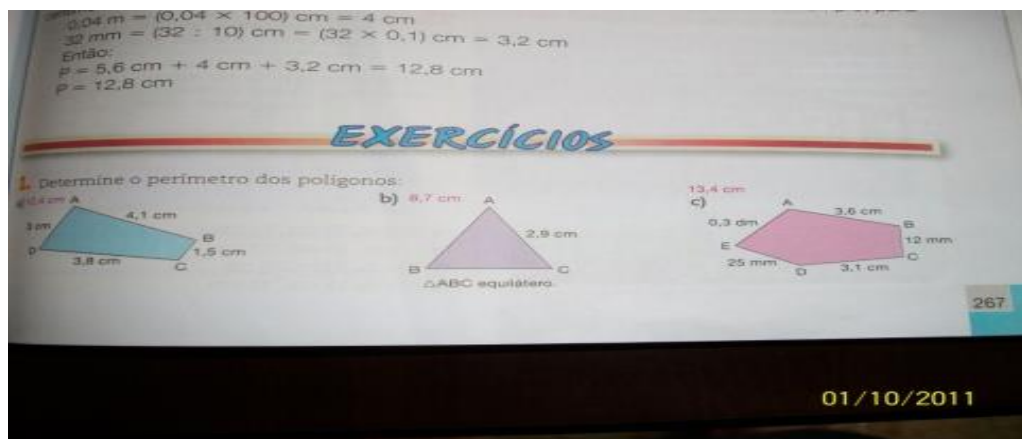 0,04 m = (0,04 × 100) cm = 4 cm
32 mm = (32 : 10) cm = (32 × 0,1) cm = 3,2 cm
Então:
P = 5,6 cm + 4 cm + 3,2 cm = 12,8 cm
P = 12,8 cm
EXERCÍCIOS
1. Determine o perímetro dos polígonos:
a) 12,4 cm
A
4,1 cm
3 cm
B
1,5 cm
D
3,8 cm
C
b) 8,7 cm
A
2,9 cm
B
C
△ABC equilátero.
13,4 cm
c)
A
3,6 cm
0,3 dm
B
E
12 mm
25 mm
C
D
3,1 cm
267
01/10/2011